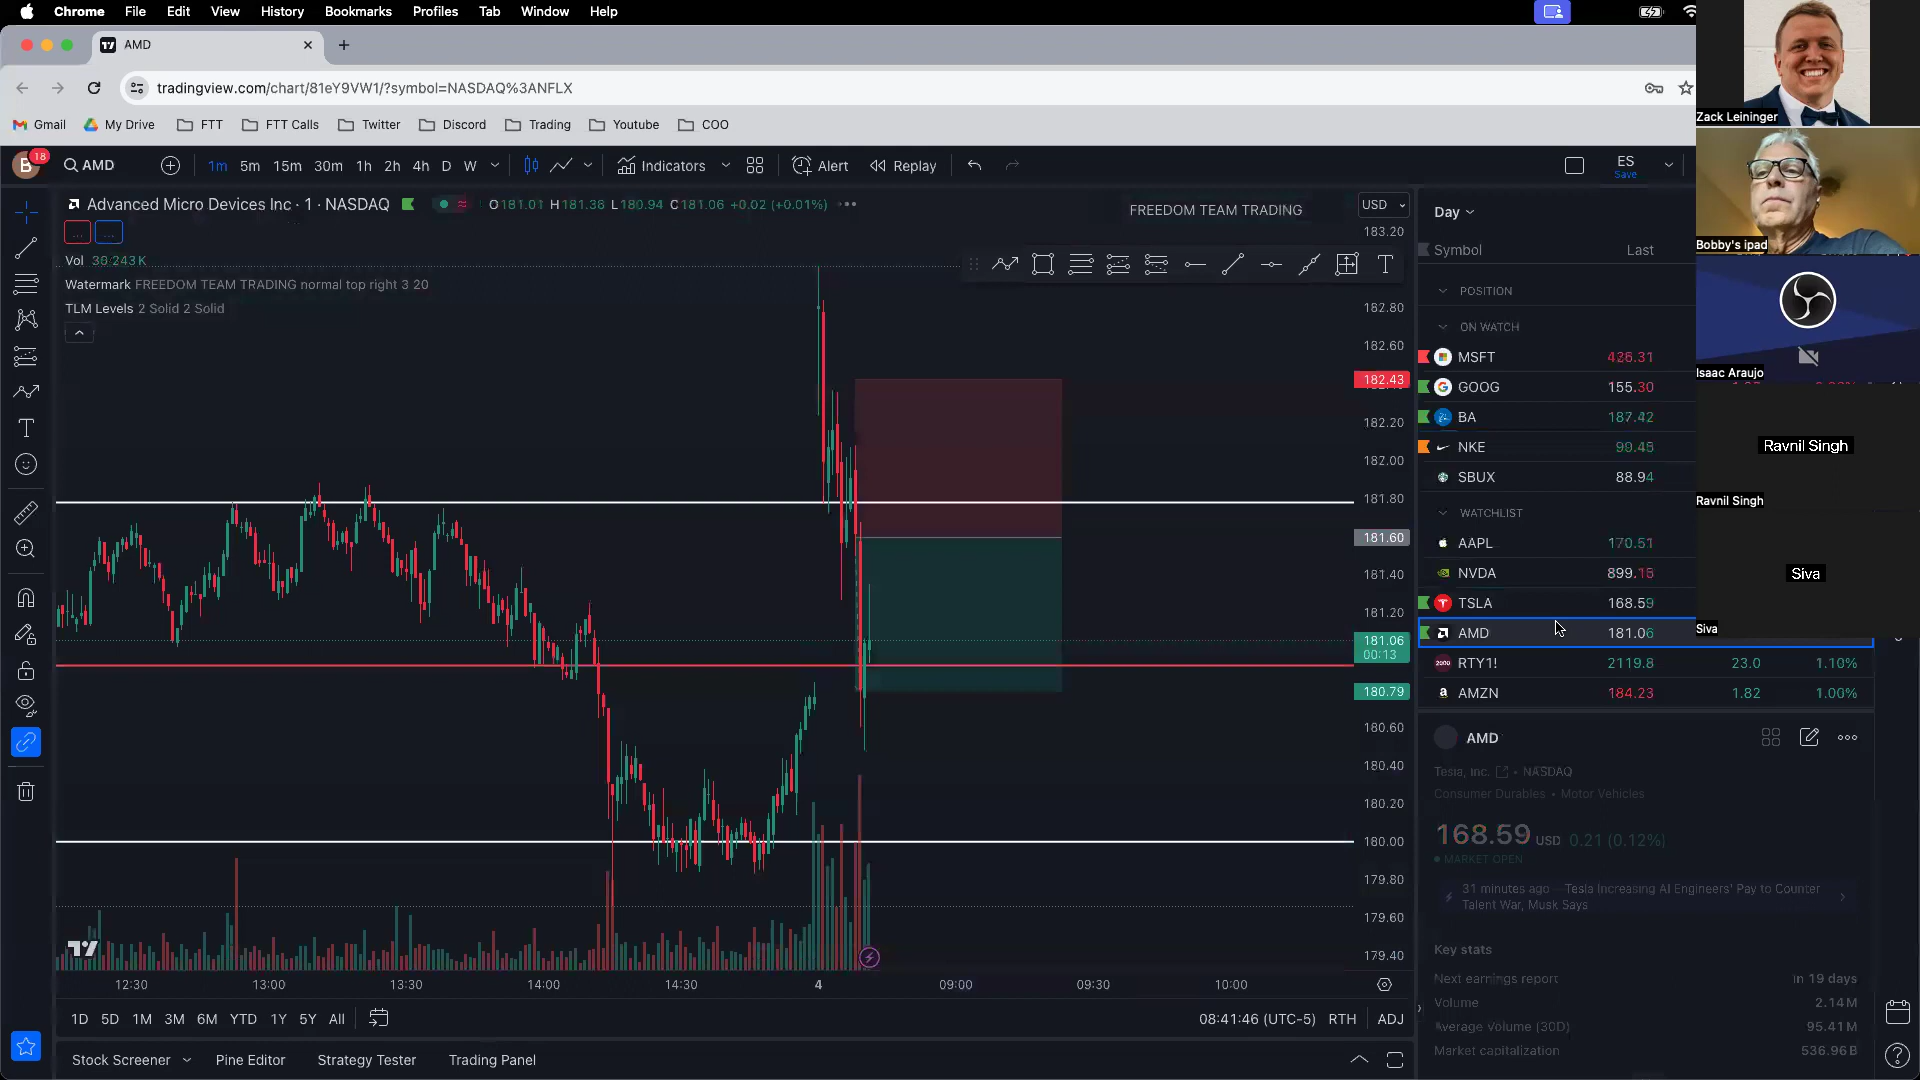 Chrome File Edit View History Bookmarks Profiles Tab Window Help
AMD
tradingview.com/chart/81eY9VW1/?symbol=NASDAQ%3ANFLX
Gmail My Drive FTT FTT Calls Twitter Discord Trading Youtube COO
B 18 AMD 1m 5m 15m 30m 1h 2h 4h D W Indicators Alert Replay ES
Save
Advanced Micro Devices Inc · 1 · NASDAQ O181.01 H181.38 L180.94 C181.06 +0.02 (+0.01%)
FREEDOM TEAM TRADING
USD
Vol 36.243K
Watermark FREEDOM TEAM TRADING normal top right 3 20
TLM Levels 2 Solid 2 Solid
183.20
182.80
182.60
182.43
182.20
182.00
181.80
181.60
181.40
181.20
181.06
00:13
180.79
180.60
180.40
180.20
180.00
179.80
179.60
179.40
12:30 13:00 13:30 14:00 14:30 4 09:00 09:30 10:00
1D 5D 1M 3M 6M YTD 1Y 5Y All 08:41:46 (UTC-5) RTH ADJ
Stock Screener Pine Editor Strategy Tester Trading Panel
Day
Symbol Last
POSITION
ON WATCH
MSFT 426.31
GOOG 155.30
BA 187.42
NKE 90.45
SBUX 88.94
WATCHLIST
AAPL 170.51
NVDA 899.15
TSLA 168.59
AMD 181.06
RTY1! 2119.8 23.0 1.10%
AMZN 184.23 1.82 1.00%
AMD
Tesla, Inc. • NASDAQ
Consumer Durables • Motor Vehicles
168.59 USD 0.21 (0.12%)
MARKET OPEN
31 minutes ago Tesla Increasing AI Engineers' Pay to Counter
Talent War, Musk Says
Key stats
Next earnings report In 19 days
Volume 2.14M
Average Volume (30D) 95.41M
Market capitalization 536.96B
Zack Leininger
Bobby's ipad
Isaac Araujo
Ravnil Singh
Ravnil Singh
Siva
Siva